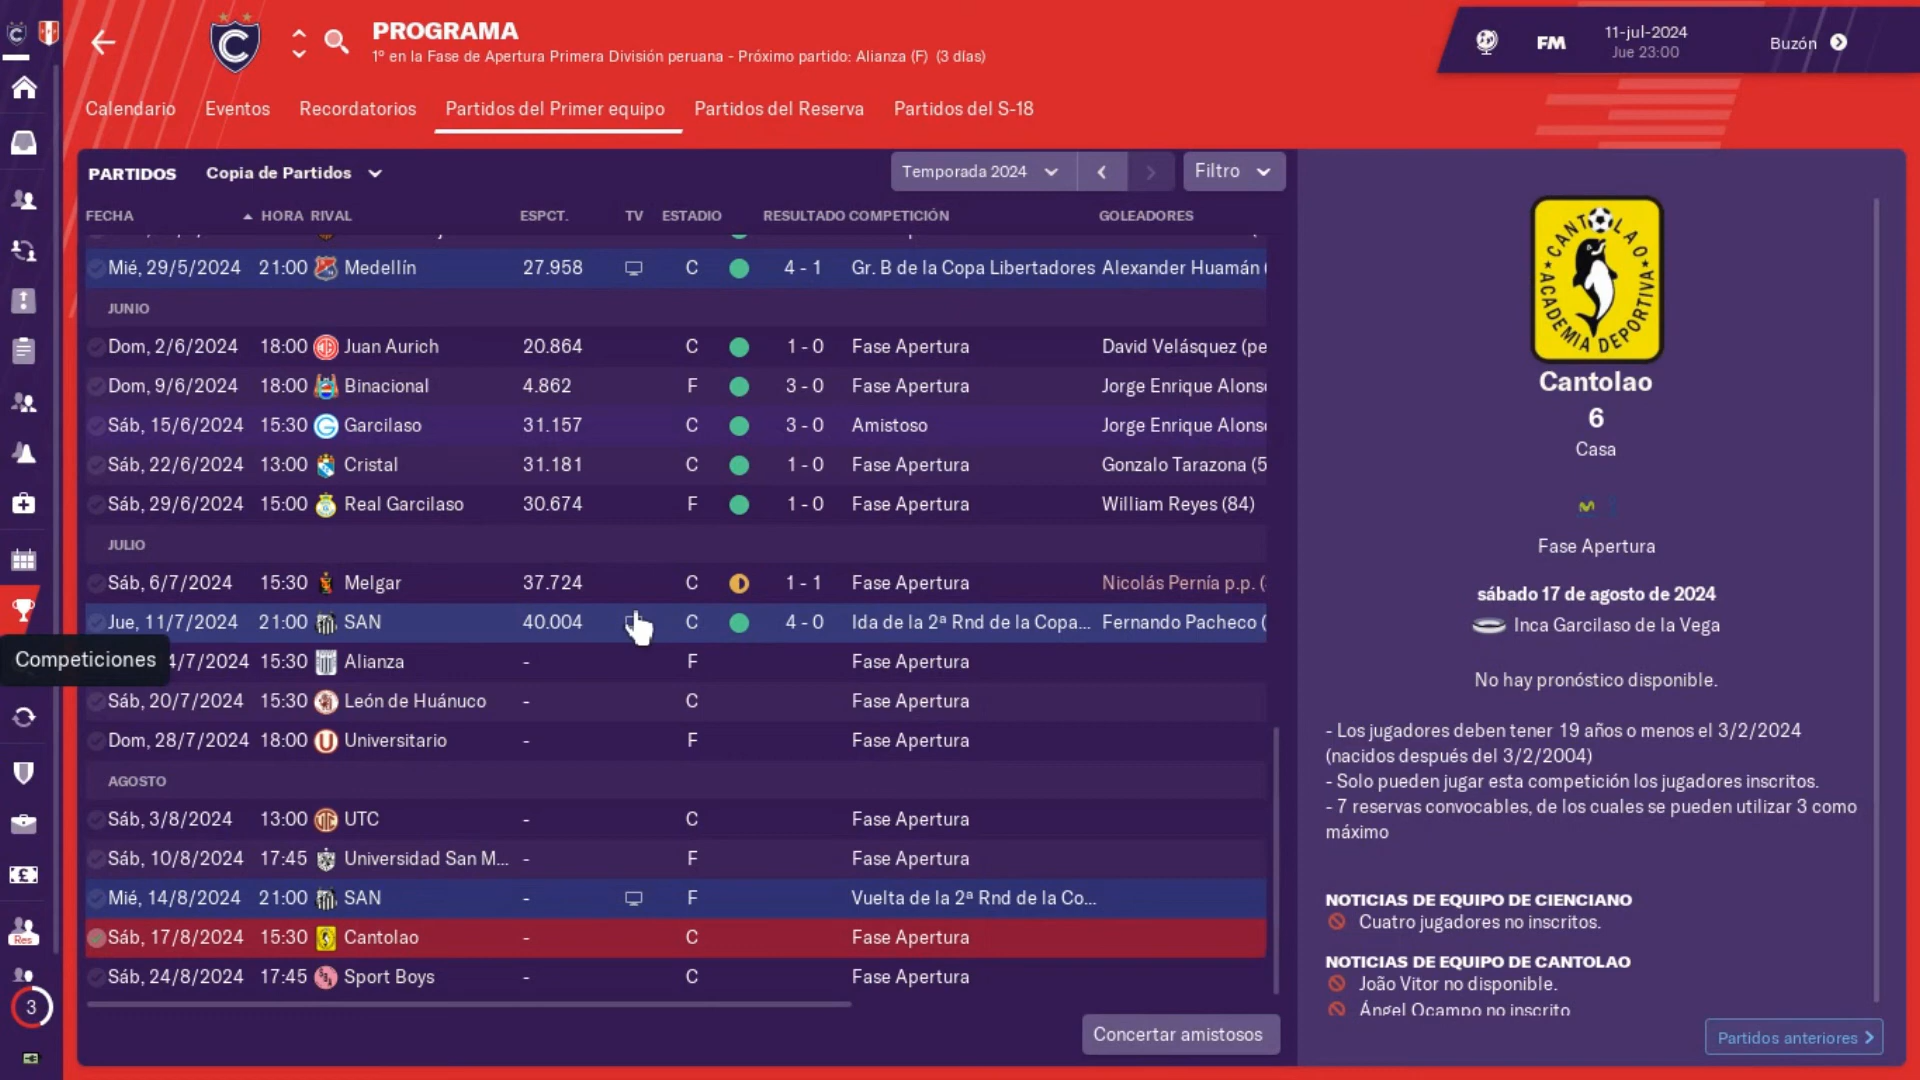 PROGRAMA
1º en la Fase de Apertura Primera División peruana - Próximo partido: Alianza (F) (3 días)
FM
11-jul-2024
Jue 23:00
Buzón
Calendario Eventos Recordatorios Partidos del Primer equipo Partidos del Reserva Partidos del S-18
PARTIDOS Copia de Partidos Temporada 2024 Filtro
FECHA HORA RIVAL ESPCT. TV ESTADIO RESULTADO COMPETICIÓN GOLEADORES
Mié, 29/5/2024 21:00 Medellín 27.958 C 4 - 1 Gr. B de la Copa Libertadores Alexander Huamán (
JUNIO
Dom, 2/6/2024 18:00 Juan Aurich 20.864 C 1 - 0 Fase Apertura David Velásquez (pe
Dom, 9/6/2024 18:00 Binacional 4.862 F 3 - 0 Fase Apertura Jorge Enrique Alons
Sáb, 15/6/2024 15:30 Garcilaso 31.157 C 3 - 0 Amistoso Jorge Enrique Alons
Sáb, 22/6/2024 13:00 Cristal 31.181 C 1 - 0 Fase Apertura Gonzalo Tarazona (5
Sáb, 29/6/2024 15:00 Real Garcilaso 30.674 F 1 - 0 Fase Apertura William Reyes (84)
JULIO
Sáb, 6/7/2024 15:30 Melgar 37.724 C 1 - 1 Fase Apertura Nicolás Pernía p.p. (
Jue, 11/7/2024 21:00 SAN 40.004 C 4 - 0 Ida de la 2ª Rnd de la Copa... Fernando Pacheco (
Competiciones
4/7/2024 15:30 Alianza - F Fase Apertura
Sáb, 20/7/2024 15:30 León de Huánuco - C Fase Apertura
Dom, 28/7/2024 18:00 Universitario - F Fase Apertura
AGOSTO
Sáb, 3/8/2024 13:00 UTC - C Fase Apertura
Sáb, 10/8/2024 17:45 Universidad San M... - F Fase Apertura
Mié, 14/8/2024 21:00 SAN - F Vuelta de la 2ª Rnd de la Co...
Sáb, 17/8/2024 15:30 Cantolao - C Fase Apertura
Sáb, 24/8/2024 17:45 Sport Boys - C Fase Apertura
Res
3
Concertar amistosos
CANTOLAO
ACADEMIA DEPORTIVA
Cantolao
6
Casa
Fase Apertura
sábado 17 de agosto de 2024
Inca Garcilaso de la Vega
No hay pronóstico disponible.
- Los jugadores deben tener 19 años o menos el 3/2/2024
(nacidos después del 3/2/2004)
- Solo pueden jugar esta competición los jugadores inscritos.
- 7 reservas convocables, de los cuales se pueden utilizar 3 como
máximo
NOTICIAS DE EQUIPO DE CIENCIANO
Cuatro jugadores no inscritos.
NOTICIAS DE EQUIPO DE CANTOLAO
João Vitor no disponible.
Ángel Ocampo no inscrito
Partidos anteriores